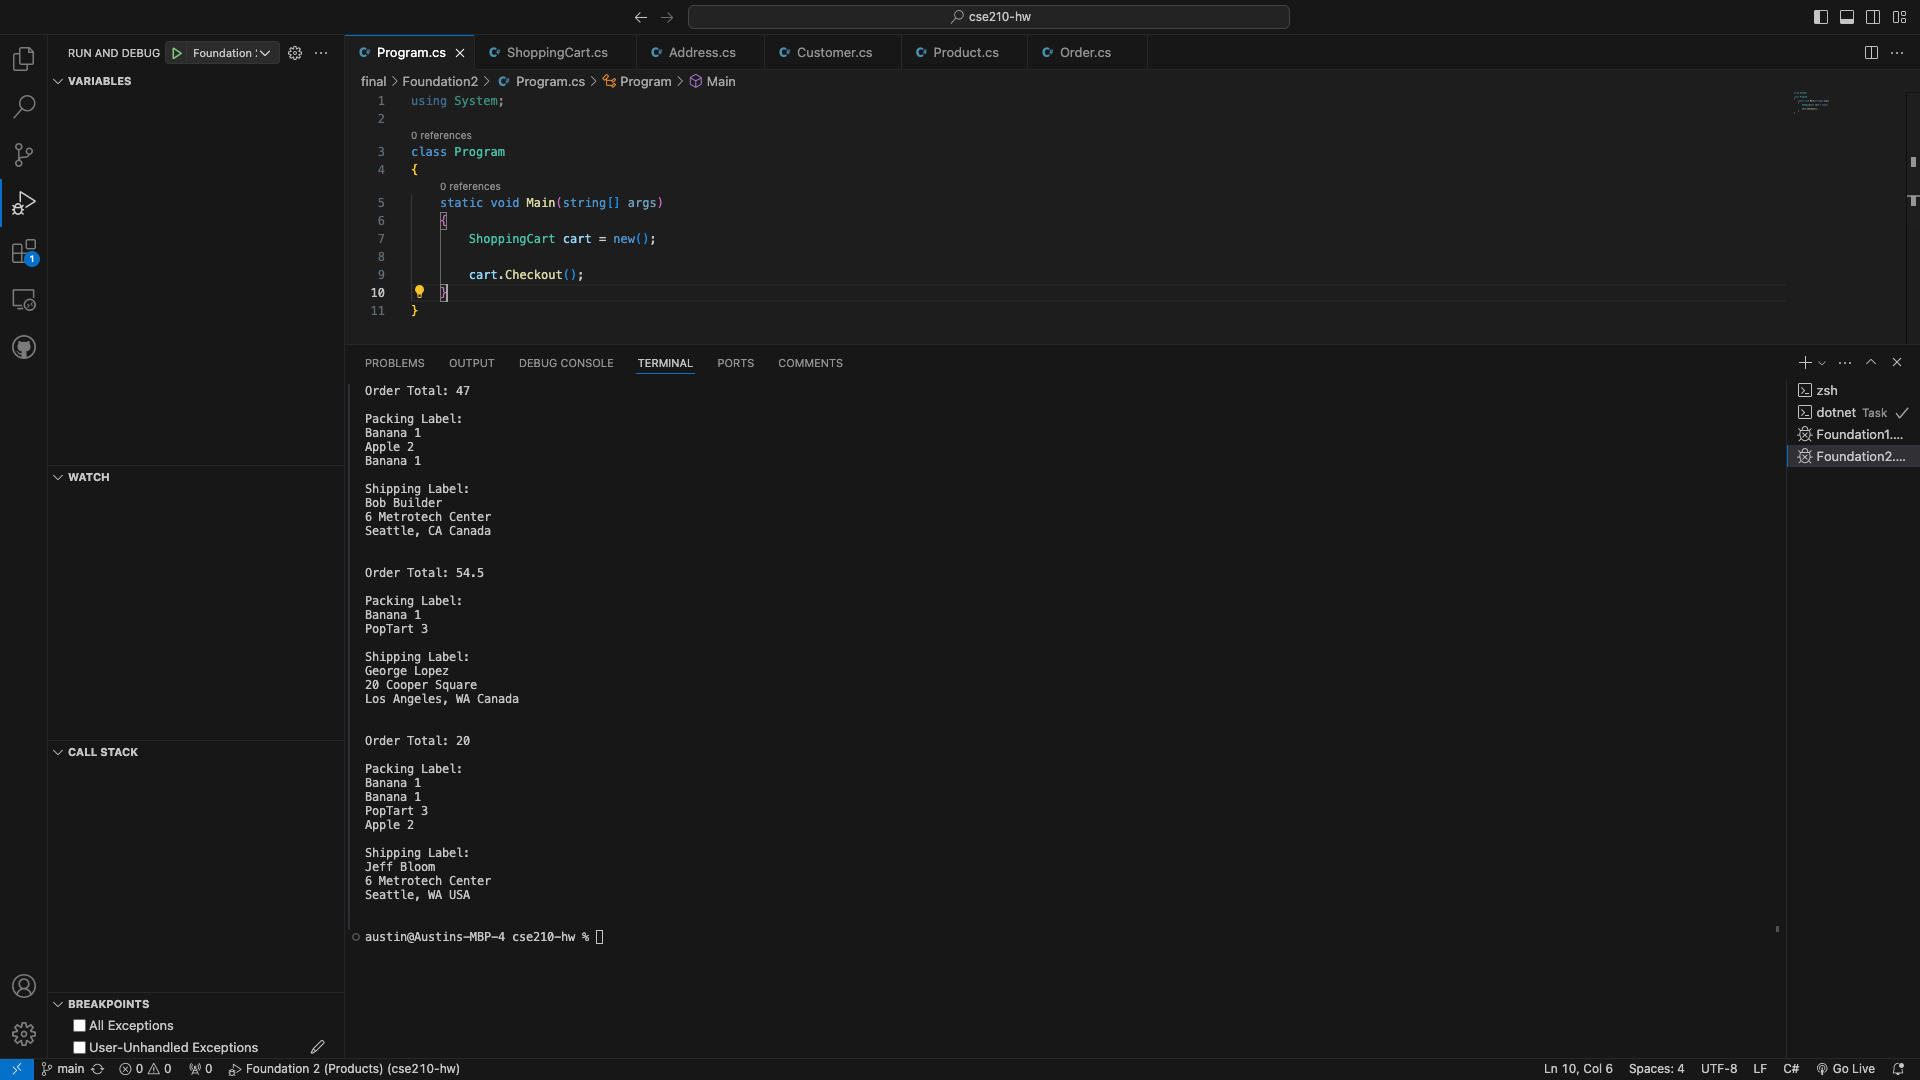 cse210-hw
RUN AND DEBUG
Foundation
Program.cs
ShoppingCart.cs
Address.cs
Customer.cs
Product.cs
Order.cs
VARIABLES
final > Foundation2 > Program.cs > Program > Main
1 using System;
2
0 references
3 class Program
4 {
0 references
5 static void Main(string[] args)
6 {
7 ShoppingCart cart = new();
8
9 cart.Checkout();
10 }
11 }
PROBLEMS OUTPUT DEBUG CONSOLE TERMINAL PORTS COMMENTS
Order Total: 47
Packing Label:
Banana 1
Apple 2
Banana 1
Shipping Label:
Bob Builder
6 Metrotech Center
Seattle, CA Canada
Order Total: 54.5
Packing Label:
Banana 1
PopTart 3
Shipping Label:
George Lopez
20 Cooper Square
Los Angeles, WA Canada
Order Total: 20
Packing Label:
Banana 1
Banana 1
PopTart 3
Apple 2
Shipping Label:
Jeff Bloom
6 Metrotech Center
Seattle, WA USA
austin@Austins-MBP-4 cse210-hw %
zsh
dotnet Task
Foundation1....
Foundation2....
1
WATCH
CALL STACK
BREAKPOINTS
All Exceptions
User-Unhandled Exceptions
main 0 0 0 Foundation 2 (Products) (cse210-hw)
Ln 10, Col 6 Spaces: 4 UTF-8 LF C# Go Live